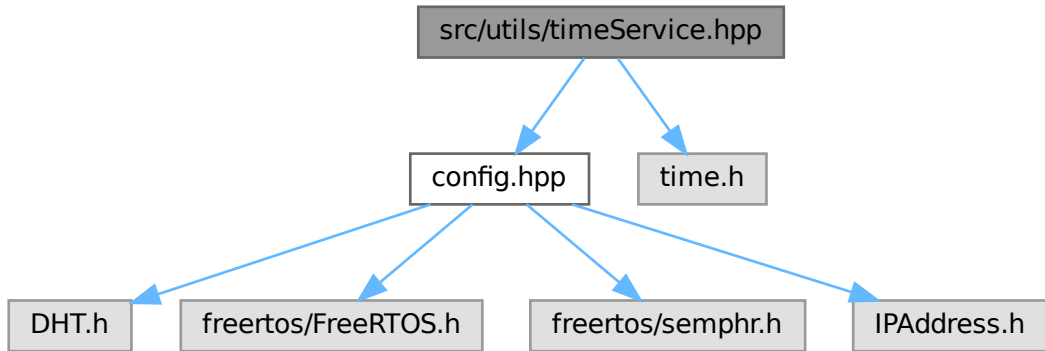 src/utils/timeService.hpp
config.hpp
time.h
DHT.h
freertos/FreeRTOS.h
freertos/semphr.h
IPAddress.h